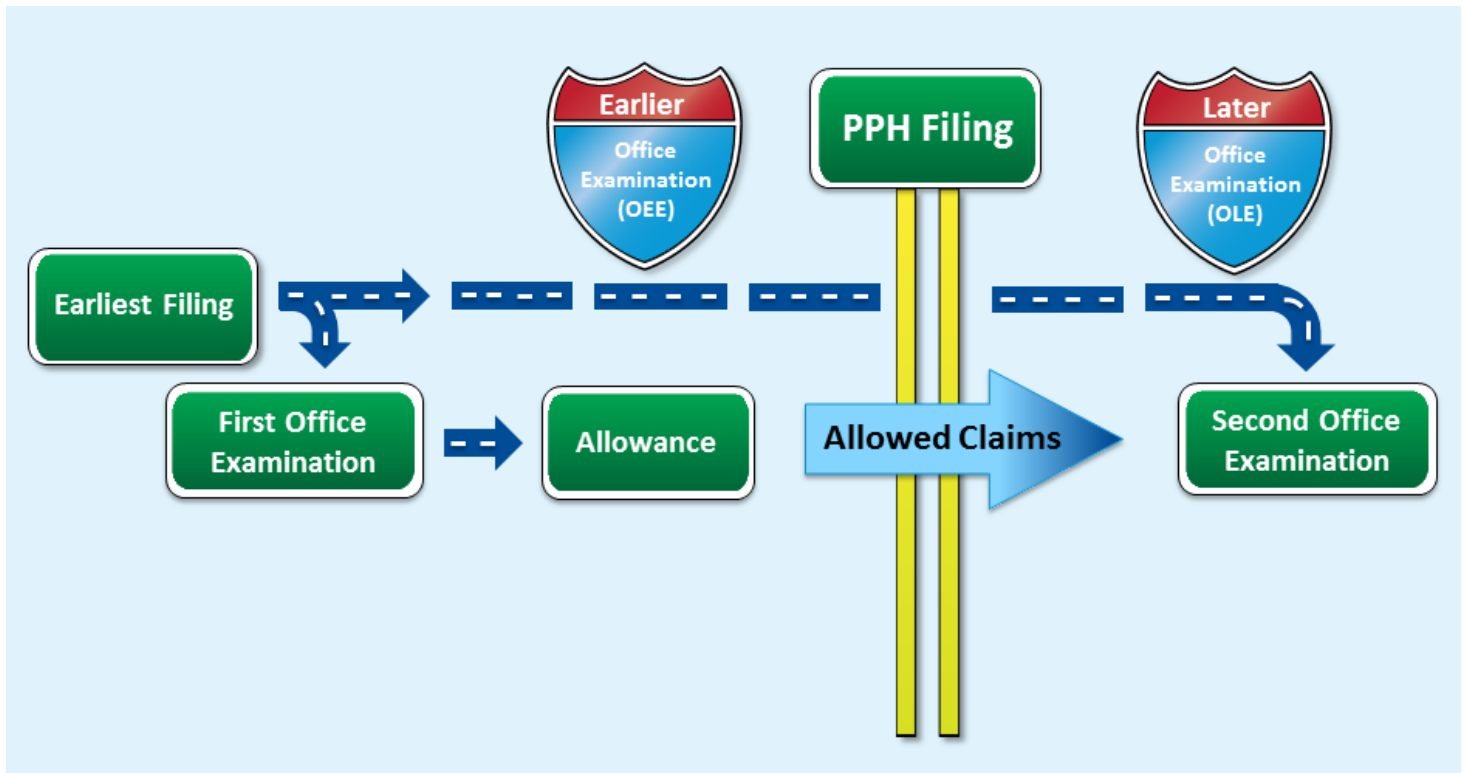 Earlier
Office
Examination
(OEE)
PPH Filing
Later
Office
Examination
(OLE)
Earliest Filing
First Office
Examination
Allowance
Allowed Claims
Second Office
Examination